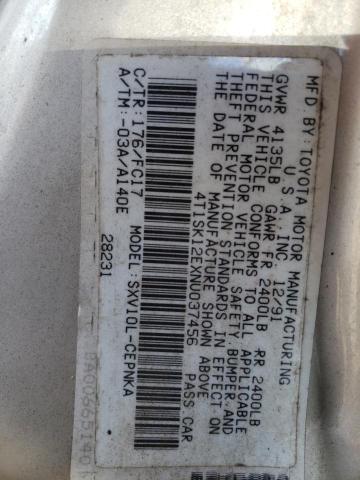 MFD. BY: TOYOTA MOTOR MANUFACTURING
U S A, INC. 12/91
GVWR 4135LB GAWR FR 2400LB RR 2400LB
THIS VEHICLE CONFORMS TO ALL APPLICABLE
FEDERAL MOTOR VEHICLE SAFETY, BUMPER AND
THEFT PREVENTION STANDARDS IN EFFECT ON
THE DATE OF MANUFACTURE SHOWN ABOVE
4T1SK12EXNU037456 PASS CAR
C/TR: 176/FC17 MODEL: SXV10L-CEPNKA
A/TM: -03A/A140E
28231